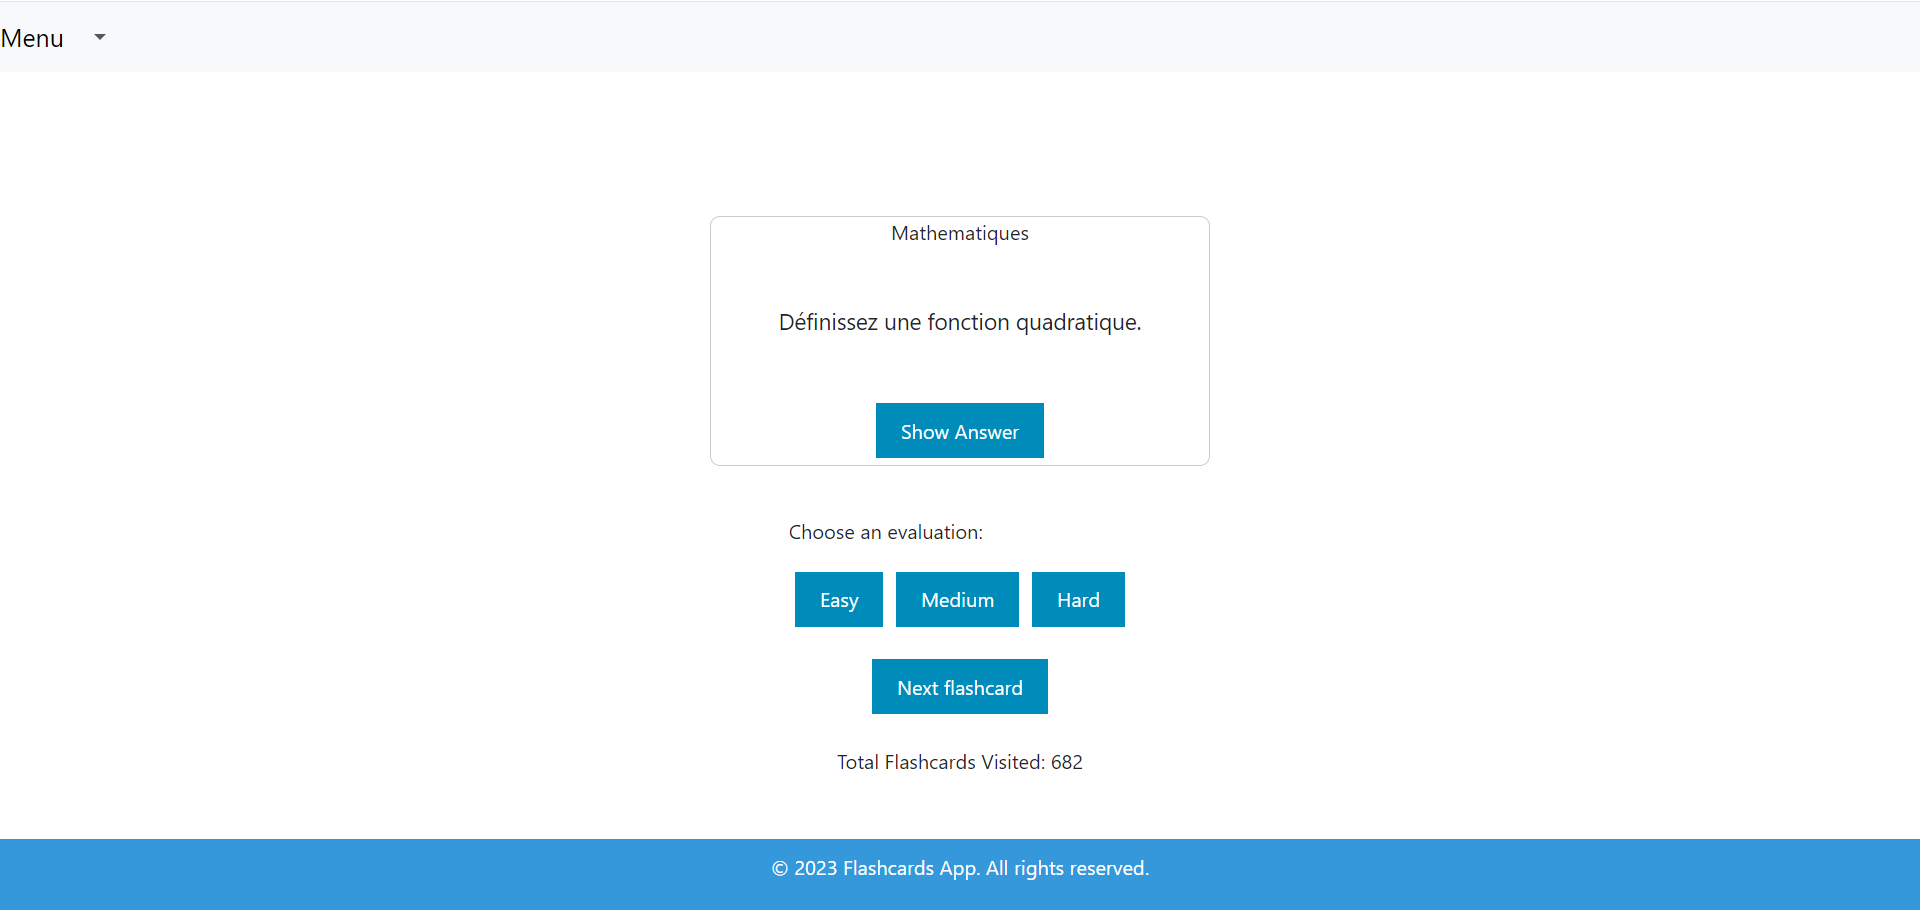 Menu
Mathematiques
Définissez une fonction quadratique.
Show Answer
Choose an evaluation:
Easy Medium Hard
Next flashcard
Total Flashcards Visited: 682
© 2023 Flashcards App. All rights reserved.